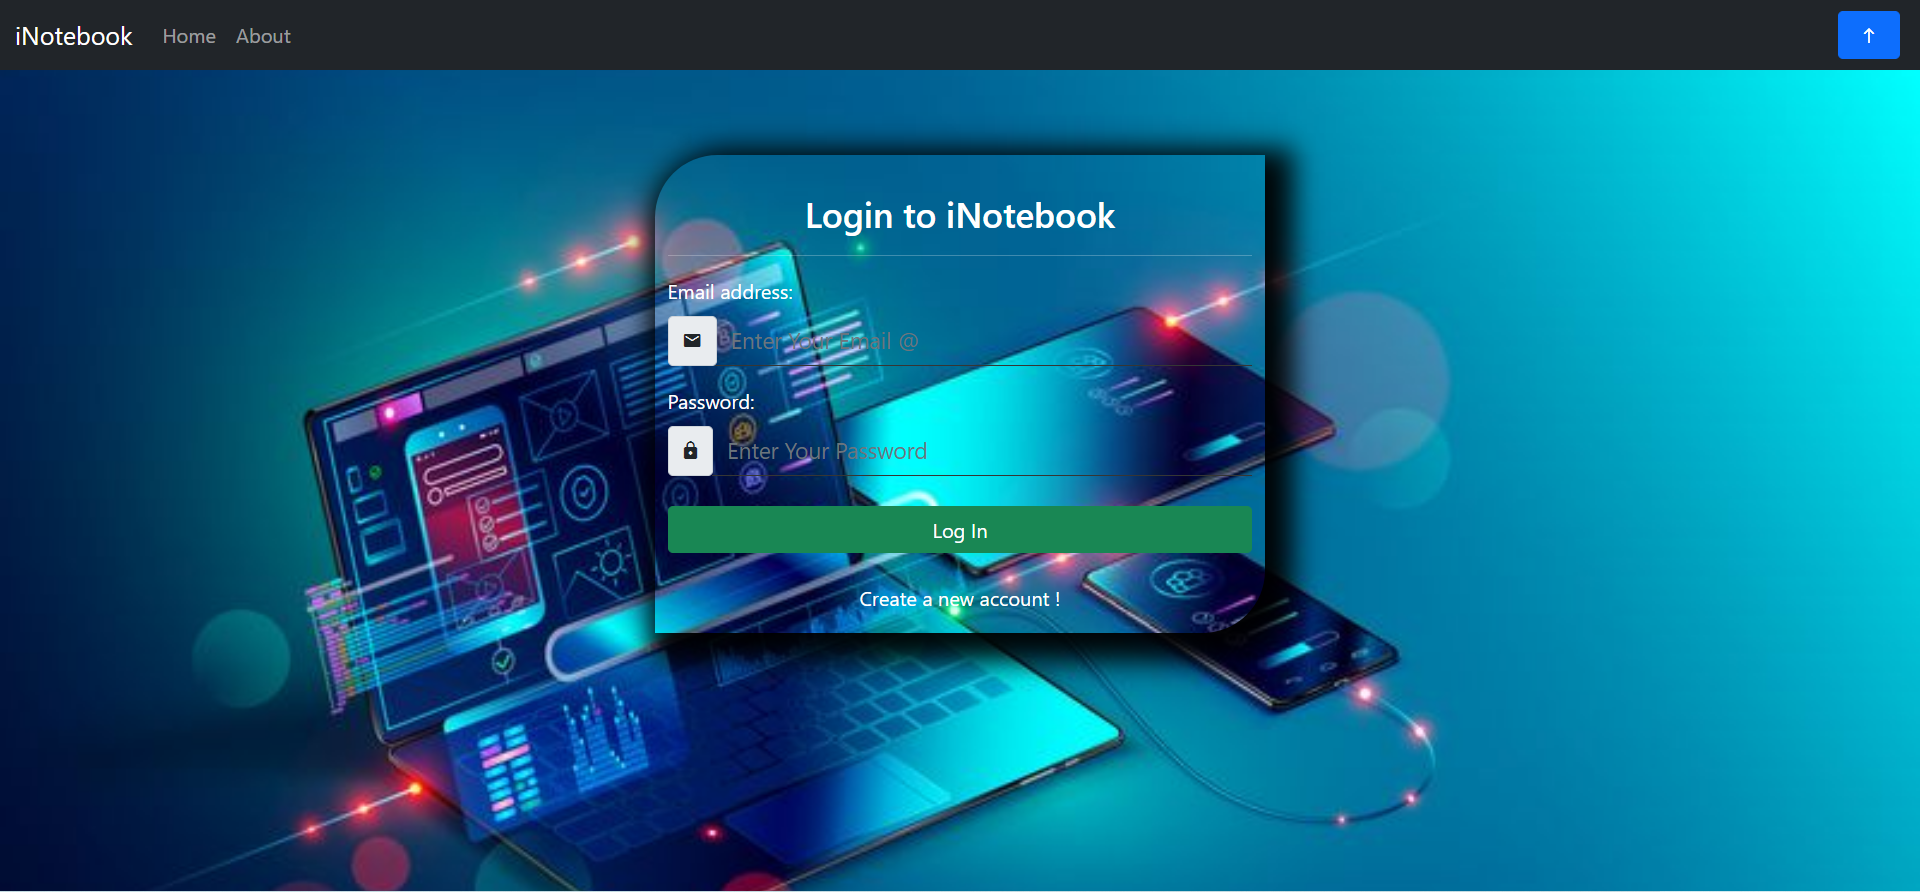 iNotebook Home About
Login to iNotebook
Email address:
Enter Your Email @
Password:
Enter Your Password
Log In
Create a new account !